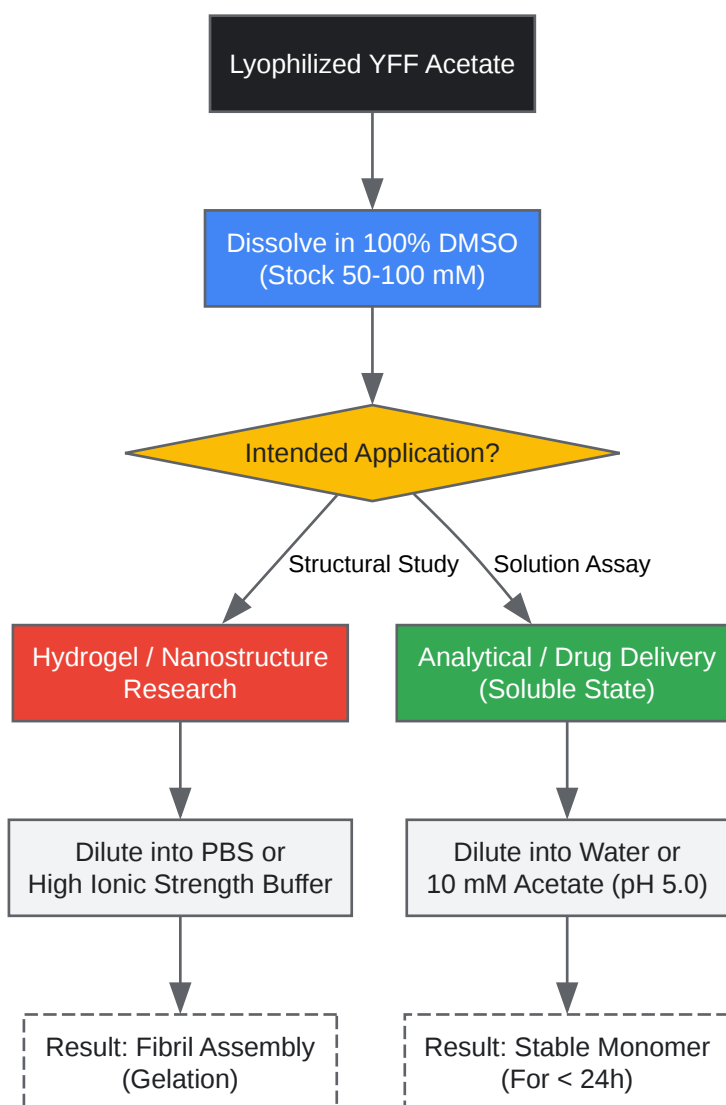 Lyophilized YFF Acetate
Dissolve in 100% DMSO
(Stock 50-100 mM)
Intended Application?
Structural Study
Solution Assay
Hydrogel / Nanostructure
Research
Analytical / Drug Delivery
(Soluble State)
Dilute into PBS or
High Ionic Strength Buffer
Dilute into Water or
10 mM Acetate (pH 5.0)
Result: Fibril Assembly
(Gelation)
Result: Stable Monomer
(For < 24h)